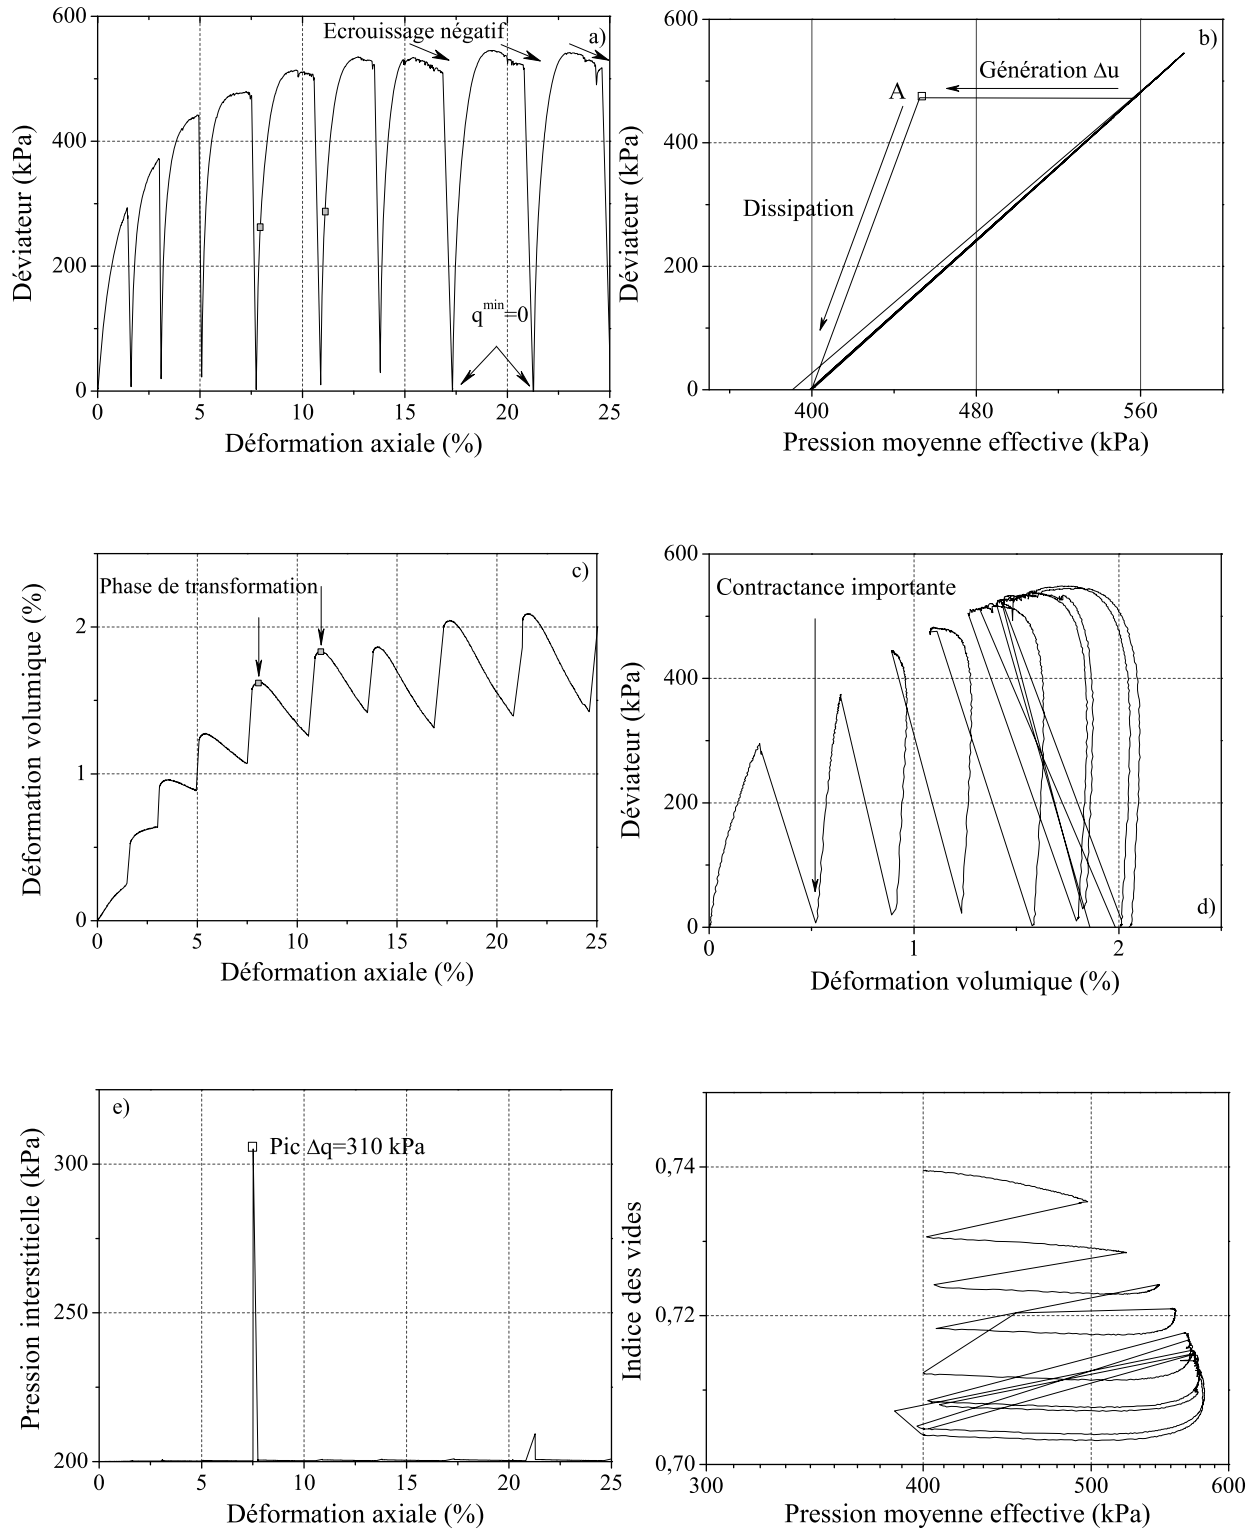 600
400
200
0
0
5
10
15
20
25
Ecrouissage négatif
a)
q^min=0
Déviateur (kPa)
Déformation axiale (%)
600
400
200
0
400
480
560
b)
Génération Δu
A
Dissipation
Déviateur (kPa)
Pression moyenne effective (kPa)
2
1
0
0
5
10
15
20
25
Phase de transformation
c)
Déformation volumique (%)
Déformation axiale (%)
600
400
200
0
0
1
2
Contractance importante
d)
Déviateur (kPa)
Déformation volumique (%)
300
250
200
0
5
10
15
20
25
e)
Pic Δq=310 kPa
Pression interstitielle (kPa)
Déformation axiale (%)
0,74
0,72
0,70
300
400
500
600
Indice des vides
Pression moyenne effective (kPa)